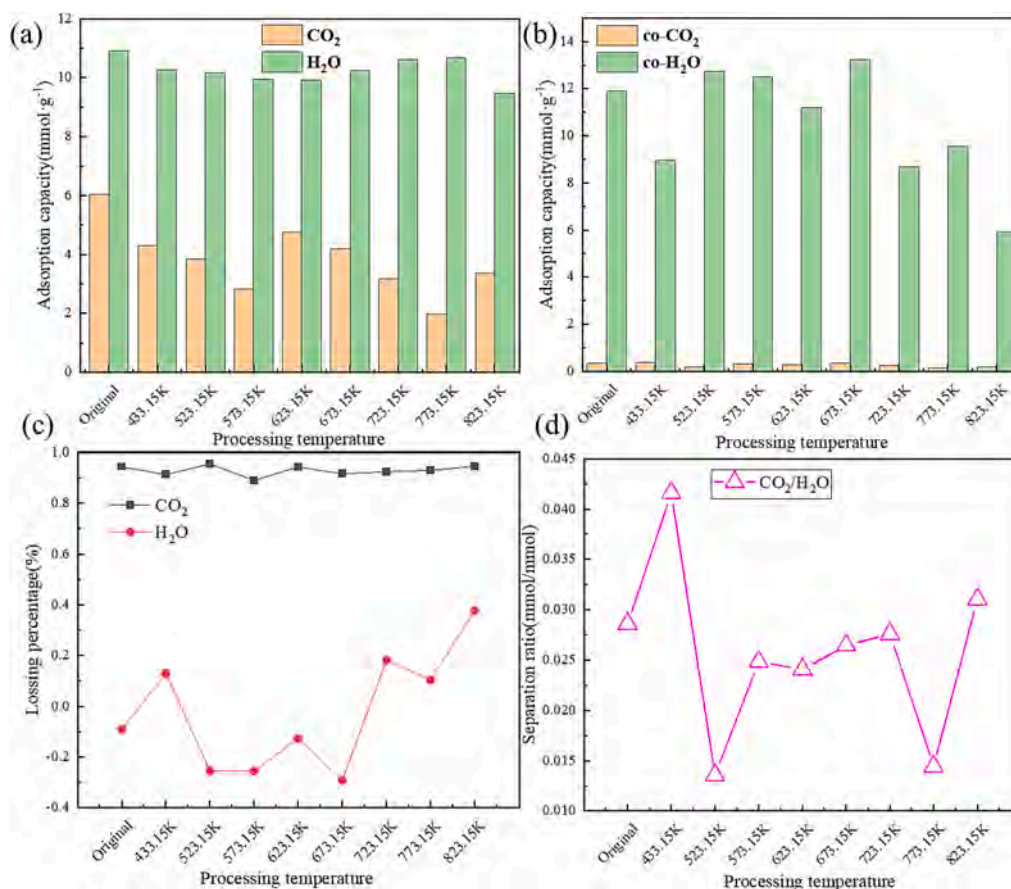 (a)
CO₂
H₂O
Adsorption capacity(mmol·g⁻¹)
12
10
8
6
4
2
0
Original
433.15K
523.15K
573.15K
623.15K
673.15K
723.15K
773.15K
823.15K
Processing temperature
(b)
co-CO₂
co-H₂O
Adsorption capacity(mmol·g⁻¹)
14
12
10
8
6
4
2
0
Original
433.15K
523.15K
573.15K
623.15K
673.15K
723.15K
773.15K
823.15K
Processing temperature
(c)
CO₂
H₂O
Lossing percentage(%)
1.0
0.8
0.6
0.4
0.2
0.0
-0.2
-0.4
Original
433.15K
523.15K
573.15K
623.15K
673.15K
723.15K
773.15K
823.15K
Processing temperature
(d)
CO₂/H₂O
Separation ratio(mmol/mmol)
0.045
0.040
0.035
0.030
0.025
0.020
0.015
0.010
Original
433.15K
523.15K
573.15K
623.15K
673.15K
723.15K
773.15K
823.15K
Processing temperature